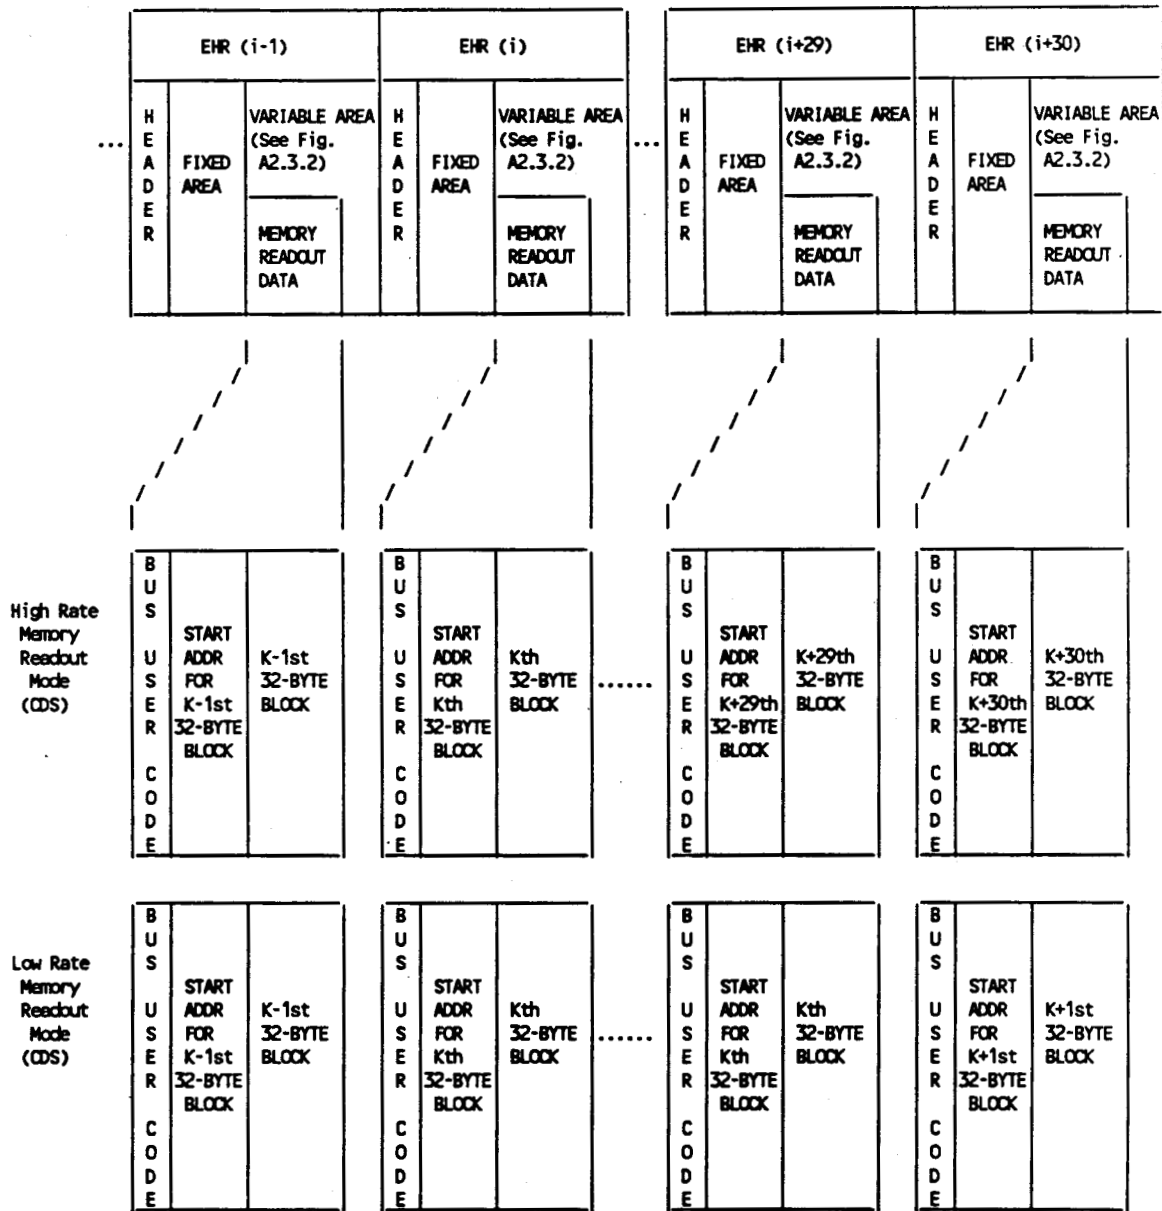 EHR (i-1) EHR (i) EHR (i+29) EHR (i+30)
... HEADER FIXED AREA VARIABLE AREA (See Fig. A2.3.2) MEMORY READOUT DATA
HEADER FIXED AREA VARIABLE AREA (See Fig. A2.3.2) MEMORY READOUT DATA
... HEADER FIXED AREA VARIABLE AREA (See Fig. A2.3.2) MEMORY READOUT DATA
HEADER FIXED AREA VARIABLE AREA (See Fig. A2.3.2) MEMORY READOUT DATA
High Rate
Memory
Readout
Mode
(CDS)
BUS USER CODE START ADDR FOR K-1st 32-BYTE BLOCK K-1st 32-BYTE BLOCK
BUS USER CODE START ADDR FOR Kth 32-BYTE BLOCK Kth 32-BYTE BLOCK
......
BUS USER CODE START ADDR FOR K+29th 32-BYTE BLOCK K+29th 32-BYTE BLOCK
BUS USER CODE START ADDR FOR K+30th 32-BYTE BLOCK K+30th 32-BYTE BLOCK
Low Rate
Memory
Readout
Mode
(CDS)
BUS USER CODE START ADDR FOR K-1st 32-BYTE BLOCK K-1st 32-BYTE BLOCK
BUS USER CODE START ADDR FOR Kth 32-BYTE BLOCK Kth 32-BYTE BLOCK
......
BUS USER CODE START ADDR FOR Kth 32-BYTE BLOCK Kth 32-BYTE BLOCK
BUS USER CODE START ADDR FOR K+1st 32-BYTE BLOCK K+1st 32-BYTE BLOCK